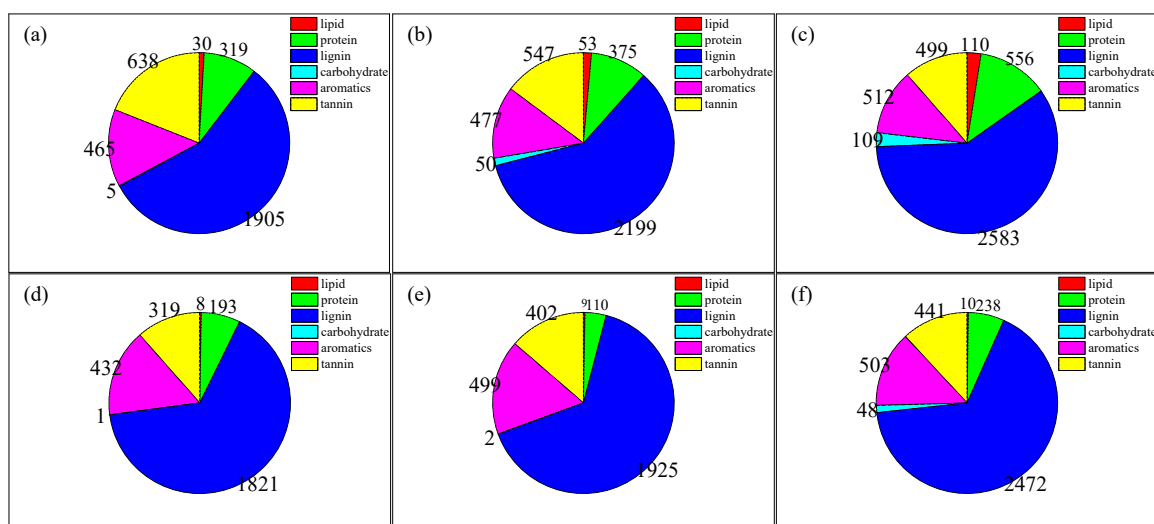 (a)
lipid
protein
lignin
carbohydrate
aromatics
tannin
30
319
638
465
5
1905
(b)
lipid
protein
lignin
carbohydrate
aromatics
tannin
53
375
547
477
50
2199
(c)
lipid
protein
lignin
carbohydrate
aromatics
tannin
110
556
499
512
109
2583
(d)
lipid
protein
lignin
carbohydrate
aromatics
tannin
8
193
319
432
1
1821
(e)
lipid
protein
lignin
carbohydrate
aromatics
tannin
9
110
402
499
2
1925
(f)
lipid
protein
lignin
carbohydrate
aromatics
tannin
10
238
441
503
48
2472